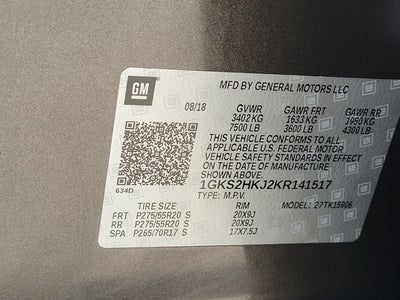 GM
MFD BY GENERAL MOTORS LLC
08/18 GVWR GAWR FRT GAWR RR
3402 KG 1633 KG 1950 KG
7500 LB 3600 LB 4300 LB
THIS VEHICLE CONFORMS TO ALL
APPLICABLE U.S. FEDERAL MOTOR
VEHICLE SAFETY STANDARDS IN EFFECT
ON THE DATE OF MANUFACTURE
SHOWN ABOVE.
634D
1GKS2HKJ2KR141517
TYPE: M.P.V. MODEL: 27TK15906
TIRE SIZE RIM
FRT P275/55R20 S 20X9J
RR P275/55R20 S 20X9J
SPA P265/70R17 S 17X7.5J